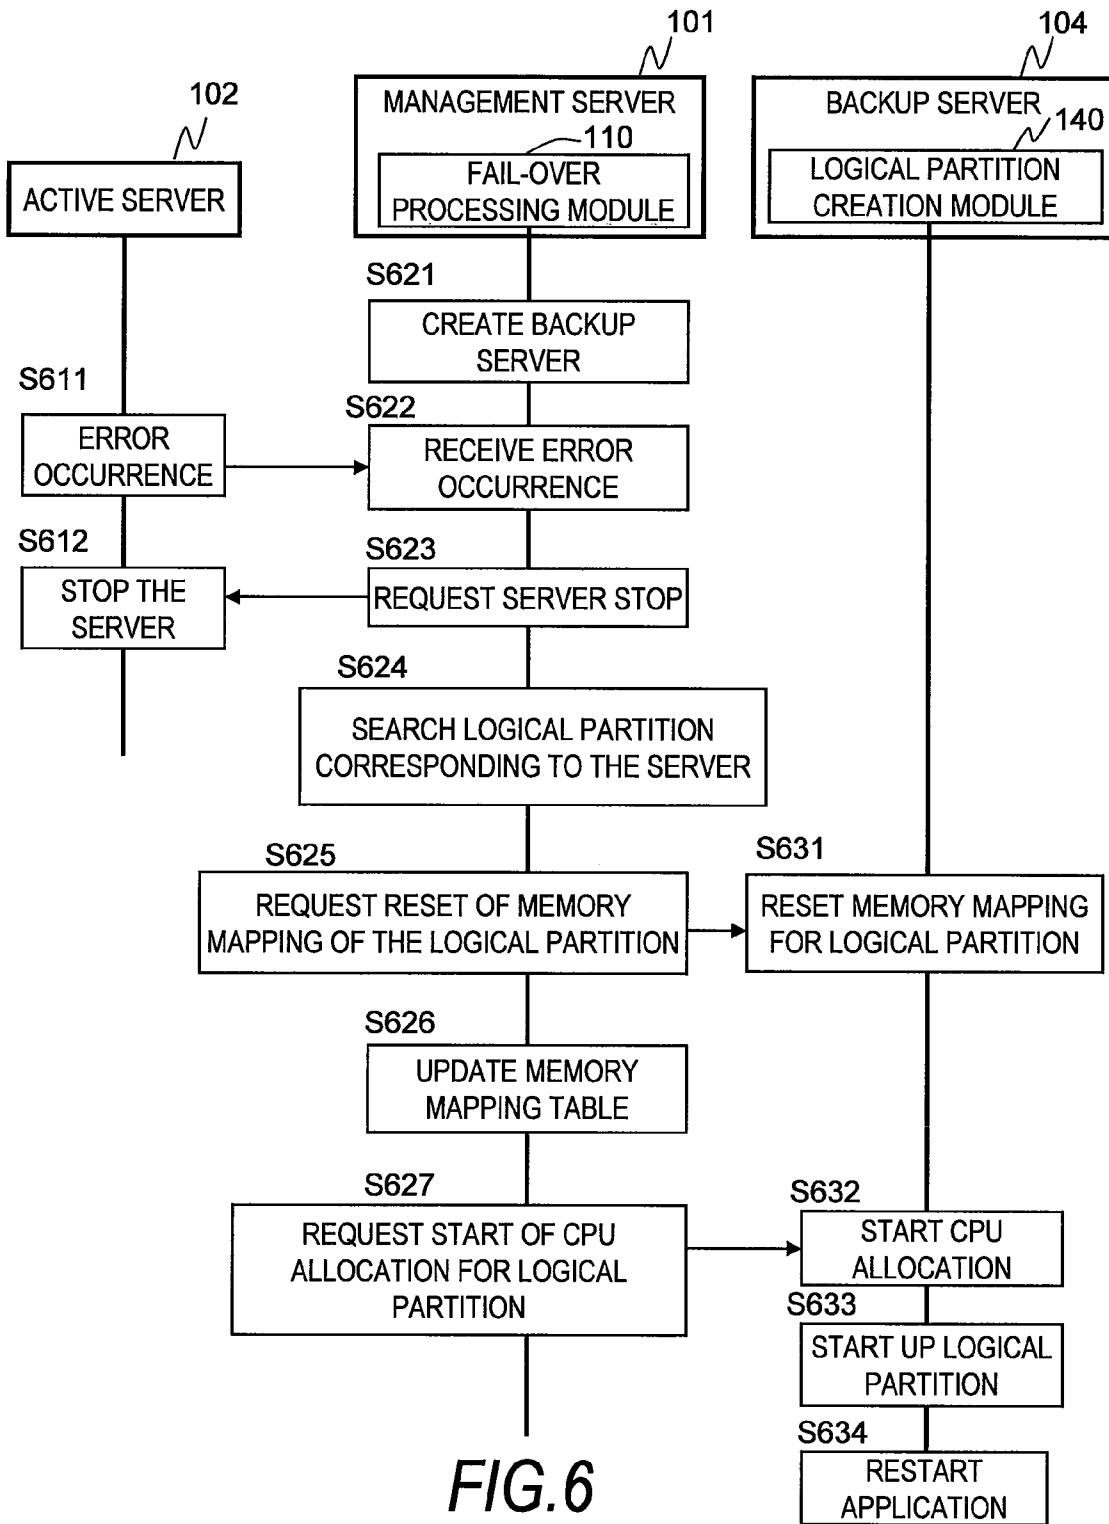 101
104
102
MANAGEMENT SERVER
110
FAIL-OVER
PROCESSING MODULE
BACKUP SERVER
140
LOGICAL PARTITION
CREATION MODULE
ACTIVE SERVER
S621
CREATE BACKUP
SERVER
S611
ERROR
OCCURRENCE
S622
RECEIVE ERROR
OCCURRENCE
S612
STOP THE
SERVER
S623
REQUEST SERVER STOP
S624
SEARCH LOGICAL PARTITION
CORRESPONDING TO THE SERVER
S625
REQUEST RESET OF MEMORY
MAPPING OF THE LOGICAL PARTITION
S631
RESET MEMORY MAPPING
FOR LOGICAL PARTITION
S626
UPDATE MEMORY
MAPPING TABLE
S627
REQUEST START OF CPU
ALLOCATION FOR LOGICAL
PARTITION
S632
START CPU
ALLOCATION
S633
START UP LOGICAL
PARTITION
S634
RESTART
APPLICATION
FIG.6